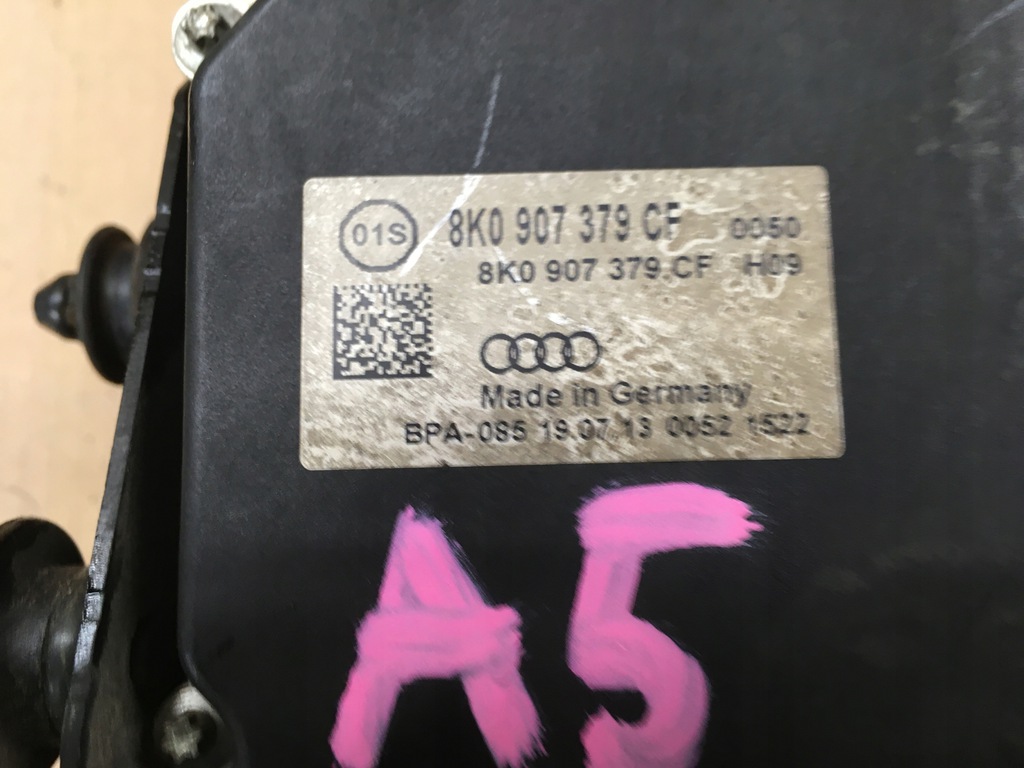 01S 8K0 907 379 CF 0050
8K0 907 379 CF H09
Made in Germany
BPA-085 19.07.13 0052 1522
A5